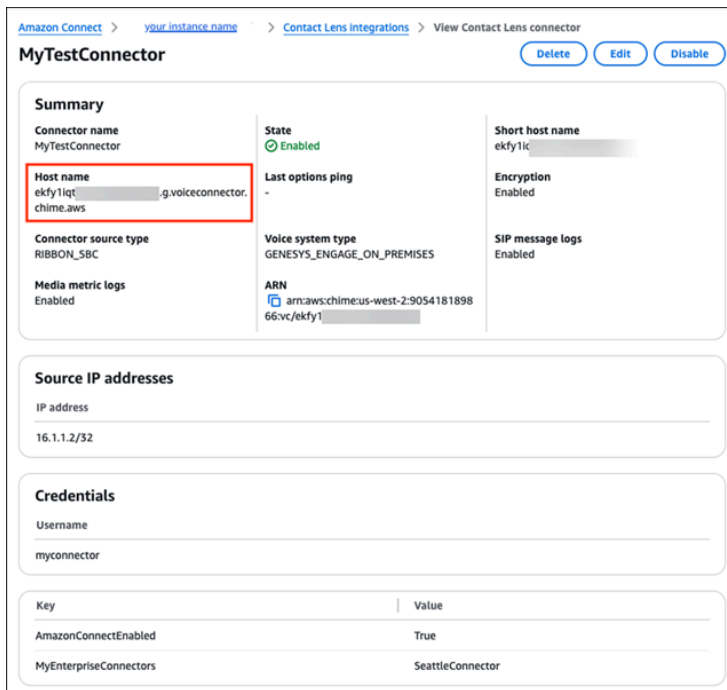 Amazon Connect > your instance name > Contact Lens integrations > View Contact Lens connector
MyTestConnector
Delete Edit Disable
Summary
Connector name
MyTestConnector
State
Enabled
Short host name
ekfy1ic
Host name
ekfy1iqt .g.voiceconnector.
chime.aws
Last options ping
-
Encryption
Enabled
Connector source type
RIBBON_SBC
Voice system type
GENESYS_ENGAGE_ON_PREMISES
SIP message logs
Enabled
Media metric logs
Enabled
ARN
arn:aws:chime:us-west-2:9054181898
66:vc/ekfy1
Source IP addresses
IP address
16.1.1.2/32
Credentials
Username
myconnector
Key Value
AmazonConnectEnabled True
MyEnterpriseConnectors SeattleConnector